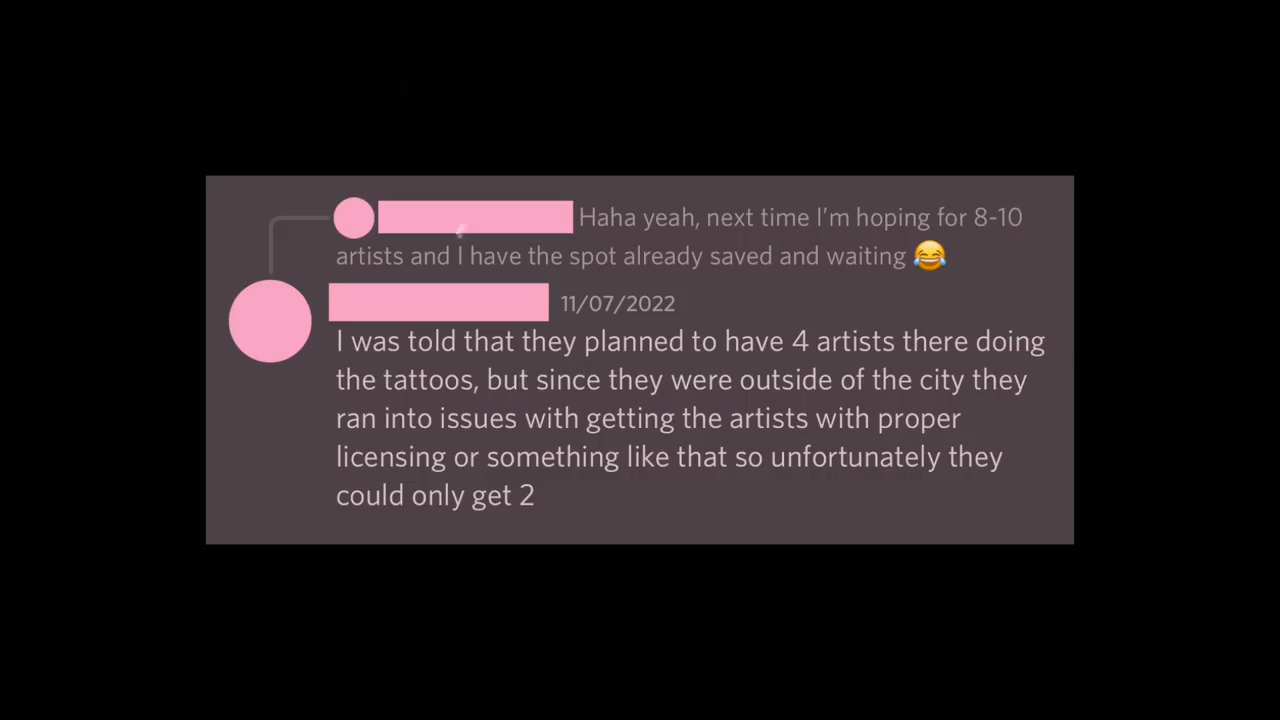 Haha yeah, next time I’m hoping for 8-10
artists and I have the spot already saved and waiting 😂
11/07/2022
I was told that they planned to have 4 artists there doing
the tattoos, but since they were outside of the city they
ran into issues with getting the artists with proper
licensing or something like that so unfortunately they
could only get 2